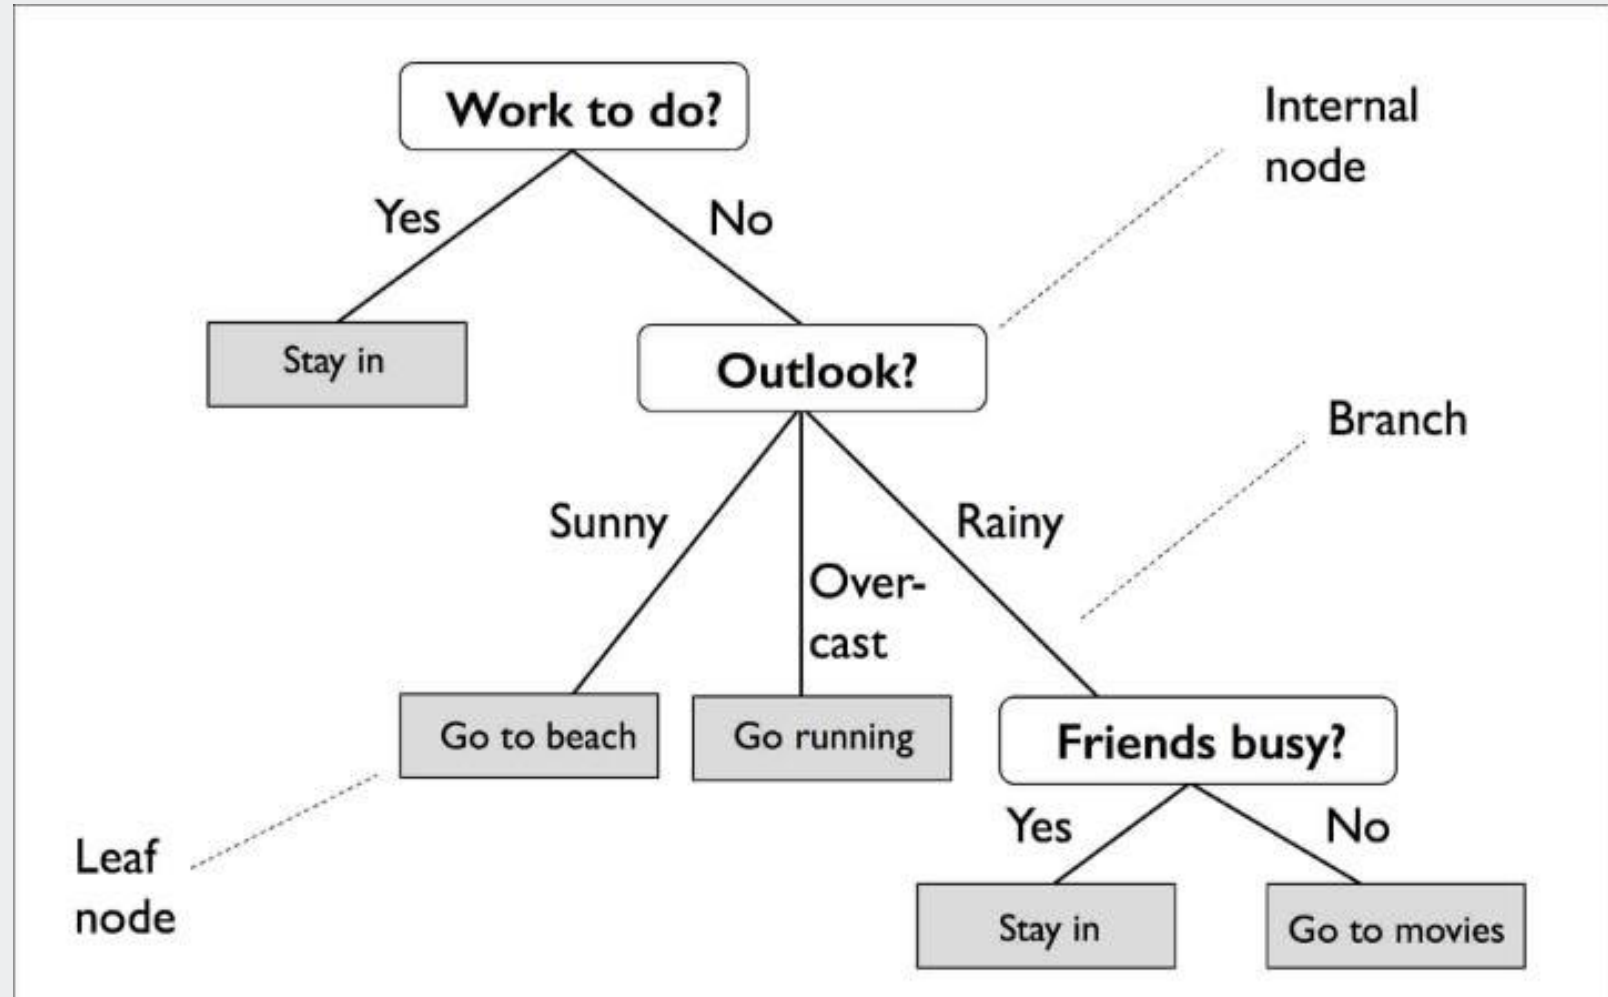 Work to do?
Internal
node
Yes
No
Stay in
Outlook?
Branch
Sunny
Rainy
Over-
cast
Go to beach
Go running
Friends busy?
Yes
No
Leaf
node
Stay in
Go to movies